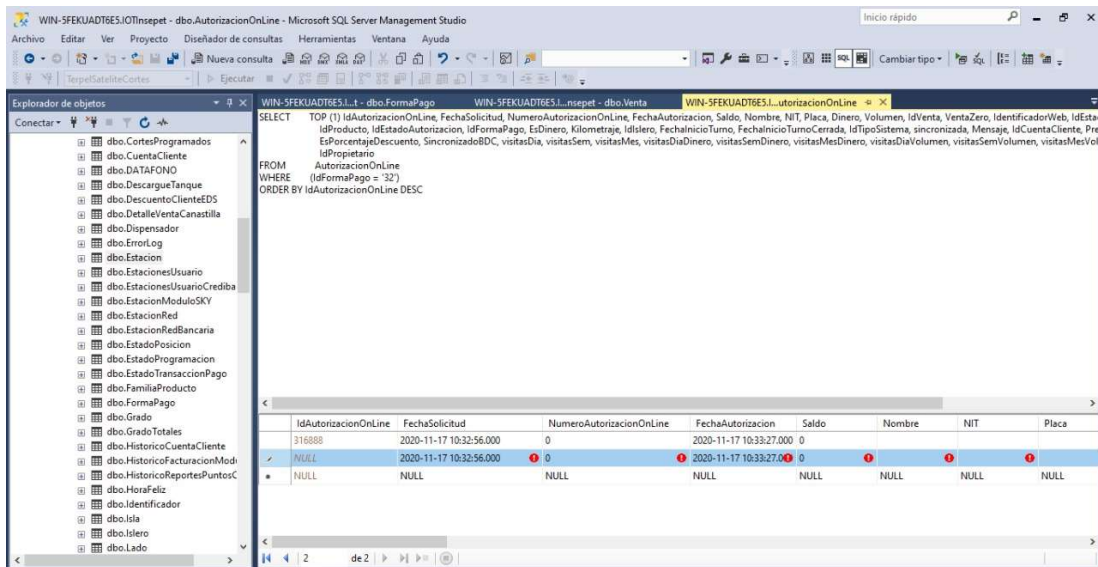 WIN-5FEKUADT6E5.IOTInsepet - dbo.AutorizacionOnLine - Microsoft SQL Server Management Studio
Inicio rápido
Archivo Editar Ver Proyecto Diseñador de consultas Herramientas Ventana Ayuda
Nueva consulta
SQL
Cambiar tipo
TerpelSateliteCortes
Ejecutar
Explorador de objetos
WIN-5FEKUADT6E5.I...t - dbo.FormaPago WIN-5FEKUADT6E5.I...nsepet - dbo.Venta WIN-5FEKUADT6E5.I...utorizacionOnLine
Conectar
dbo.CortesProgramados
dbo.CuentaCliente
dbo.DATAFONO
dbo.DescargueTanque
dbo.DescuentoClienteEDS
dbo.DetalleVentaCanastilla
dbo.Dispensador
dbo.ErrorLog
dbo.Estacion
dbo.EstacionesUsuario
dbo.EstacionesUsuarioCrediba
dbo.EstacionModuloSKY
dbo.EstacionRed
dbo.EstacionRedBancaria
dbo.EstadoPosicion
dbo.EstadoProgramacion
dbo.EstadoTransaccionPago
dbo.FamiliaProducto
dbo.FormaPago
dbo.Grado
dbo.GradoTotales
dbo.HistoricoCuentaCliente
dbo.HistoricoFacturacionMod
dbo.HistoricoReportesPuntosC
dbo.HoraFeliz
dbo.Identificador
dbo.Isla
dbo.Islero
dbo.Lado
SELECT TOP (1) IdAutorizacionOnLine, FechaSolicitud, NumeroAutorizacionOnLine, FechaAutorizacion, Saldo, Nombre, NIT, Placa, Dinero, Volumen, IdVenta, VentaZero, IdentificadorWeb, IdEsta
IdProducto, IdEstadoAutorizacion, IdFormaPago, EsDinero, Kilometraje, IdIslero, FechaInicioTurno, FechaInicioTurnoCerrada, IdTipoSistema, sincronizada, Mensaje, IdCuentaCliente, Pre
EsPorcentajeDescuento, SincronizadoBDC, visitasDia, visitasSem, visitasMes, visitasDiaDinero, visitasSemDinero, visitasMesDinero, visitasDiaVolumen, visitasSemVolumen, visitasMesVol
IdPropietario
FROM AutorizacionOnLine
WHERE (IdFormaPago = '32')
ORDER BY IdAutorizacionOnLine DESC
IdAutorizacionOnLine FechaSolicitud NumeroAutorizacionOnLine FechaAutorizacion Saldo Nombre NIT Placa
316888 2020-11-17 10:32:56.000 0 2020-11-17 10:33:27.000 0
NULL 2020-11-17 10:32:56.000 0 2020-11-17 10:33:27.00 0
NULL NULL NULL NULL NULL NULL NULL NULL
2 de 2